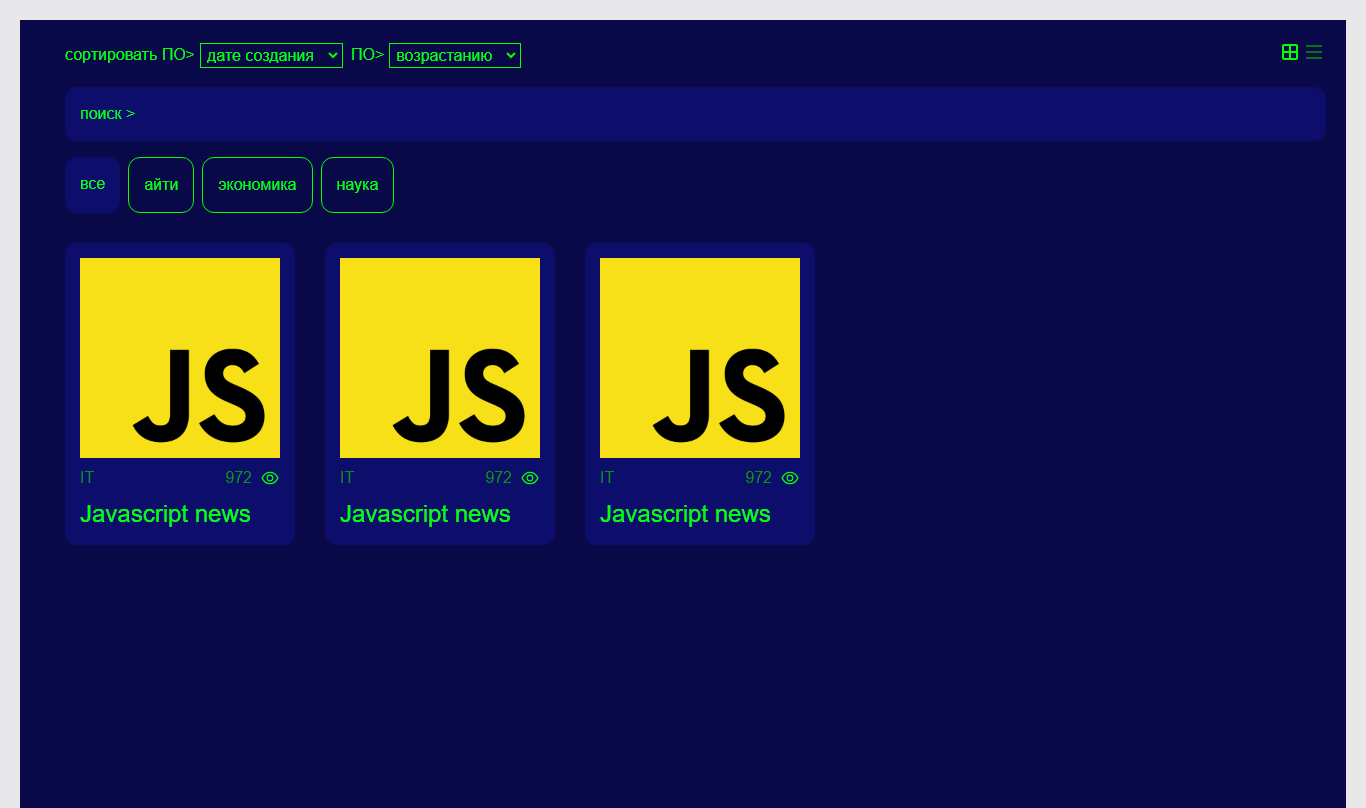 сортировать ПО> дате создания ПО> возрастанию
поиск >
все айти экономика наука
JS JS JS
IT 972 IT 972 IT 972
Javascript news Javascript news Javascript news